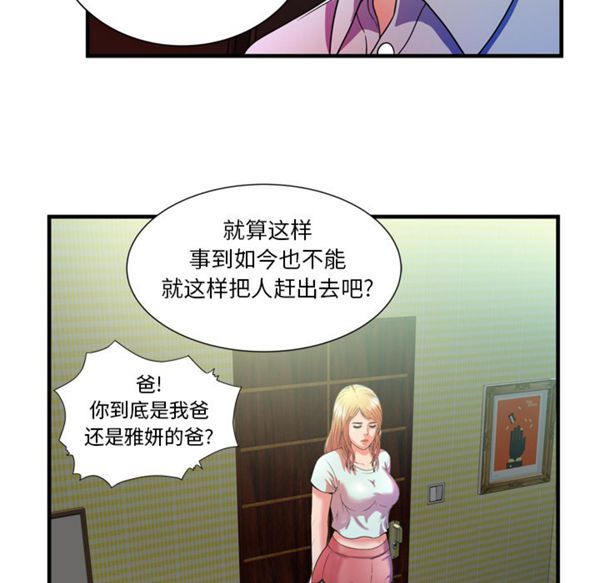 就算这样
事到如今也不能
就这样把人赶出去吧?
爸!
你到底是我爸
还是雅妍的爸?